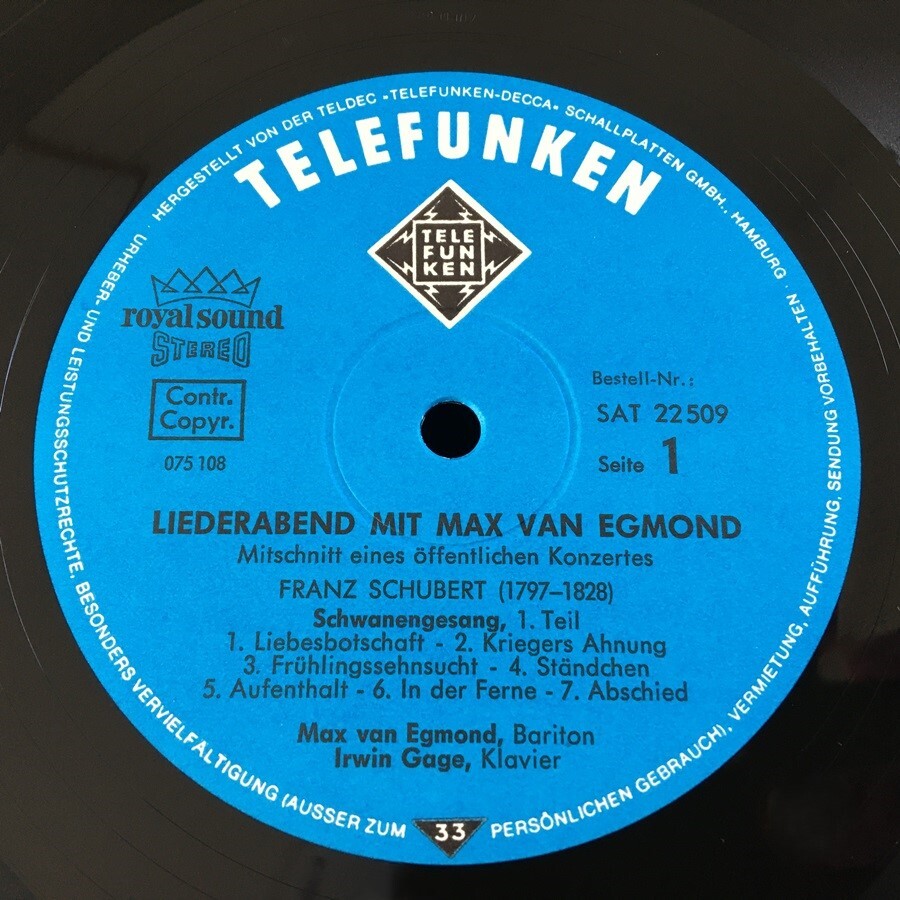 URHEBER- UND LEISTUNGSSCHUTZRECHTE, BESONDERS VERVIELFALTIGUNG (AUSSER ZUM PERSÖNLICHEN GEBRAUCH), VERMIETUNG, AUFFÜHRUNG, SENDUNG VORBEHALTEN ·
HERGESTELLT VON DER TELDEC »TELEFUNKEN-DECCA« SCHALLPLATTEN GMBH., HAMBURG ·
TELEFUNKEN
TELE
FUN
KEN
royal sound
STEREO
Contr.
Copyr.
075 108
Bestell-Nr.:
SAT 22 509
Seite 1
LIEDERABEND MIT MAX VAN EGMOND
Mitschnitt eines öffentlichen Konzertes
FRANZ SCHUBERT (1797–1828)
Schwanengesang, 1. Teil
1. Liebesbotschaft - 2. Kriegers Ahnung
3. Frühlingssehnsucht - 4. Ständchen
5. Aufenthalt - 6. In der Ferne - 7. Abschied
Max van Egmond, Bariton
Irwin Gage, Klavier
33